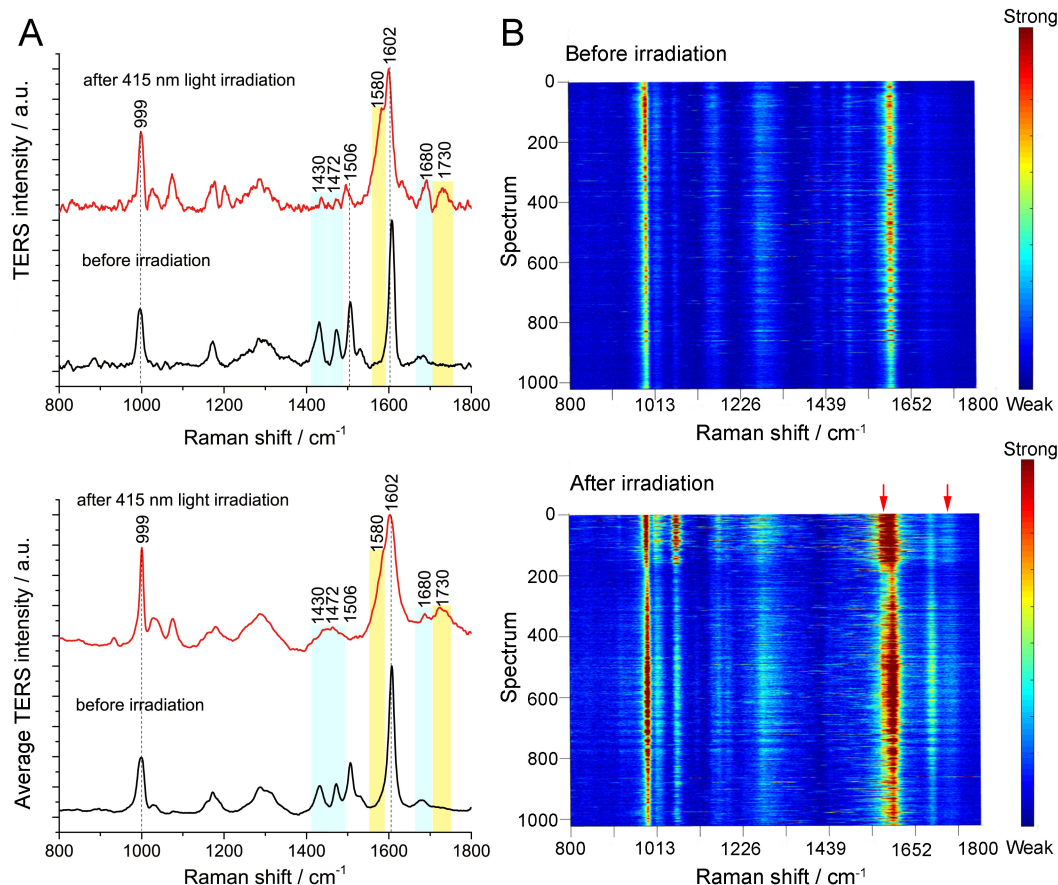 A
after 415 nm light irradiation
999
1430
1472
1506
1580
1602
1680
1730
TERS intensity / a.u.
before irradiation
800 1000 1200 1400 1600 1800
Raman shift / cm-1
B
Before irradiation
Strong
0
200
400
600
800
1000
Spectrum
800 1013 1226 1439 1652 1800
Weak
Raman shift / cm-1
after 415 nm light irradiation
999
1430
1472
1506
1580
1602
1680
1730
Average TERS intensity / a.u.
before irradiation
800 1000 1200 1400 1600 1800
Raman shift / cm-1
After irradiation
Strong
0
200
400
600
800
1000
Spectrum
800 1013 1226 1439 1652 1800
Weak
Raman shift / cm-1